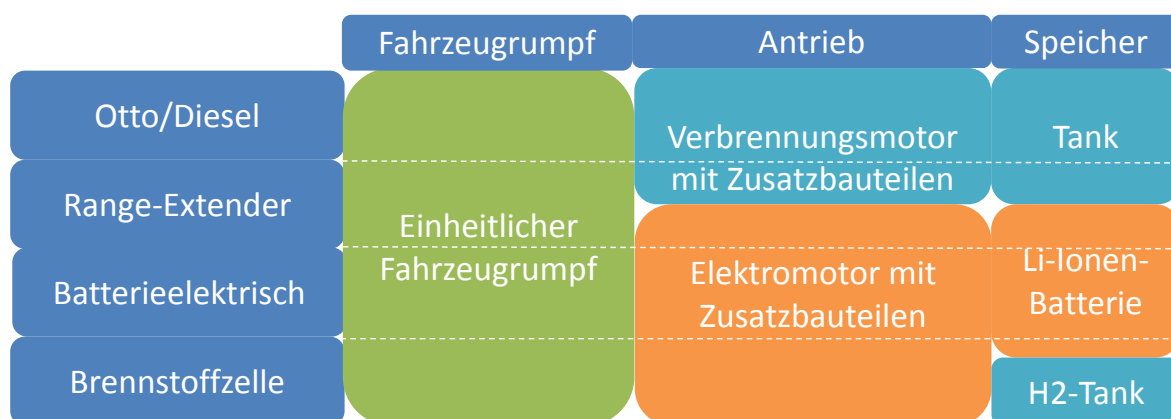 Fahrzeugrumpf
Antrieb
Speicher
Otto/Diesel
Verbrennungsmotor
mit Zusatzbauteilen
Tank
Range-Extender
Einheitlicher
Fahrzeugrumpf
Batterieelektrisch
Elektromotor mit
Zusatzbauteilen
Li-Ionen-
Batterie
Brennstoffzelle
H2-Tank